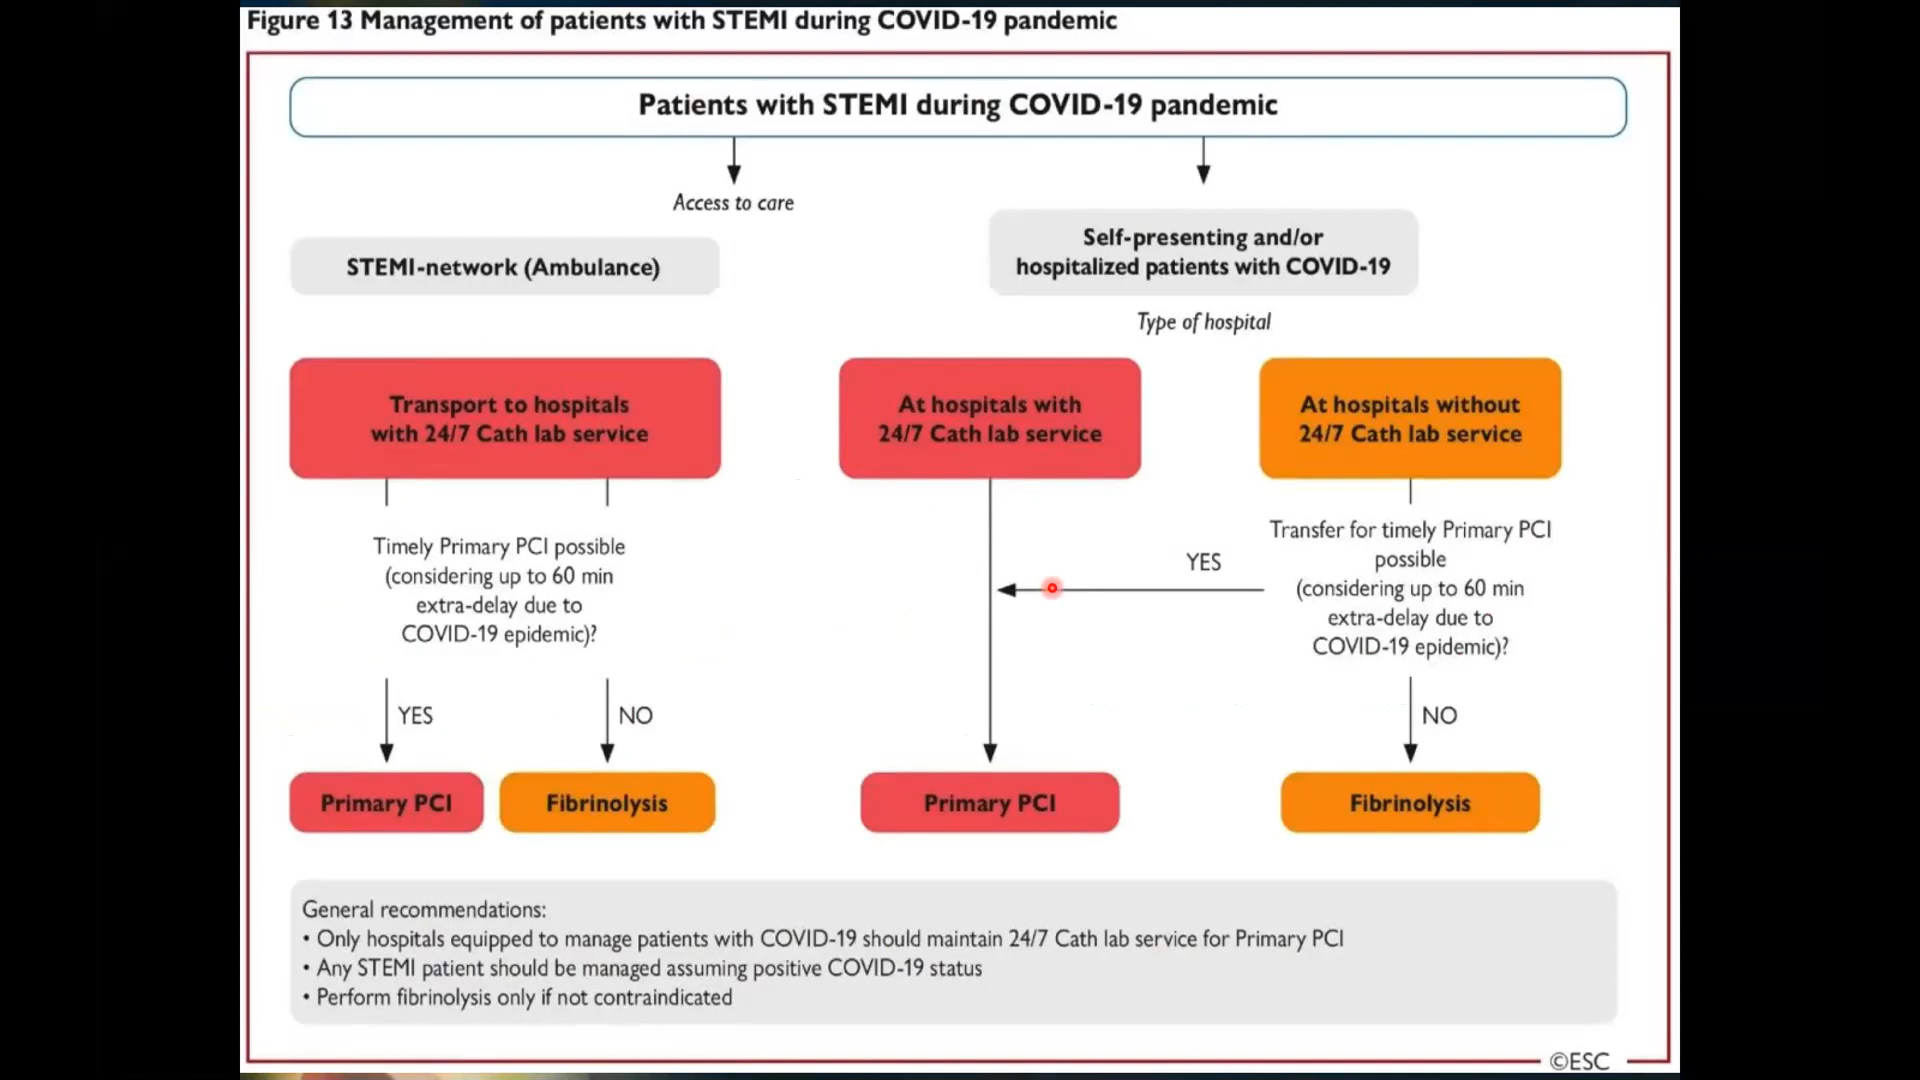 Figure 13 Management of patients with STEMI during COVID-19 pandemic
Patients with STEMI during COVID-19 pandemic
Access to care
STEMI-network (Ambulance)
Self-presenting and/or
hospitalized patients with COVID-19
Type of hospital
Transport to hospitals
with 24/7 Cath lab service
At hospitals with
24/7 Cath lab service
At hospitals without
24/7 Cath lab service
Timely Primary PCI possible
(considering up to 60 min
extra-delay due to
COVID-19 epidemic)?
YES
Transfer for timely Primary PCI
possible
(considering up to 60 min
extra-delay due to
COVID-19 epidemic)?
YES
NO
NO
Primary PCI
Fibrinolysis
Primary PCI
Fibrinolysis
General recommendations:
• Only hospitals equipped to manage patients with COVID-19 should maintain 24/7 Cath lab service for Primary PCI
• Any STEMI patient should be managed assuming positive COVID-19 status
• Perform fibrinolysis only if not contraindicated
©ESC